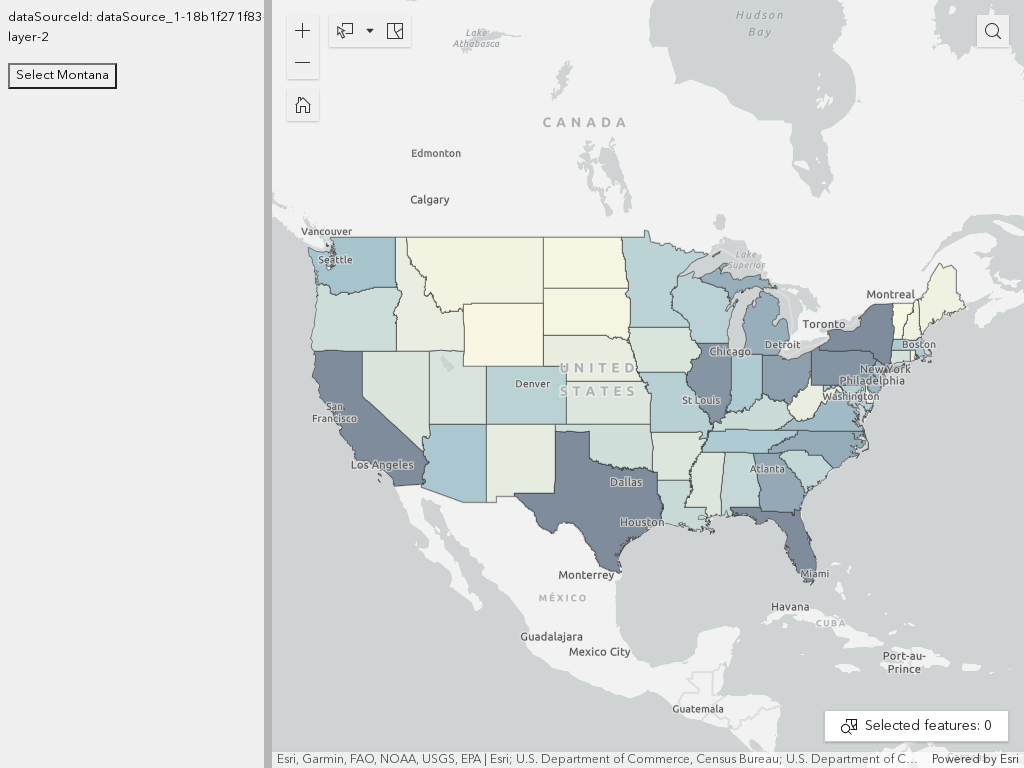 dataSourceId: dataSource_1-18b1f271f83
layer-2
Select Montana
Hudson
Bay
Lake
Athabasca
CANADA
Edmonton
Calgary
Vancouver
Seattle
Lake
Superior
Montreal
Toronto
Detroit
Boston
Chicago
New York
Philadelphia
UNITED
STATES
Denver
Washington
St Louis
San
Francisco
Los Angeles
Atlanta
Dallas
Houston
Monterrey
Miami
MÉXICO
Havana
CUBA
Guadalajara
Mexico City
Port-au-
Prince
Guatemala
Selected features: 0
Esri, Garmin, FAO, NOAA, USGS, EPA | Esri; U.S. Department of Commerce, Census Bureau; U.S. Department of C...
Powered by Esri